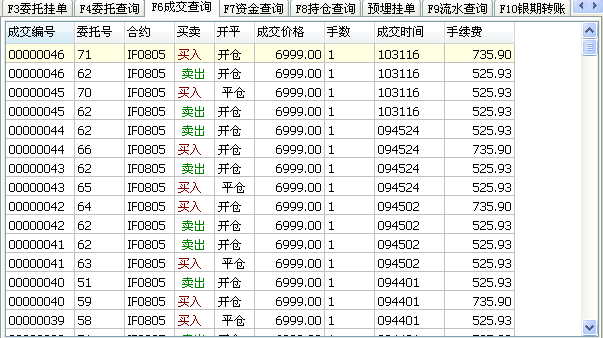 F3委托挂单 F4委托查询 F6成交查询 F7资金查询 F8持仓查询 预埋挂单 F9流水查询 F10银期转账
成交编号 委托号 合约 买卖 开平 成交价格 手数 成交时间 手续费
00000046 71 IF0805 买入 开仓 6999.00 1 103116 735.90
00000046 62 IF0805 卖出 开仓 6999.00 1 103116 525.93
00000045 70 IF0805 买入 平仓 6999.00 1 103116 525.93
00000045 62 IF0805 卖出 开仓 6999.00 1 103116 525.93
00000044 62 IF0805 卖出 开仓 6999.00 1 094524 525.93
00000044 66 IF0805 买入 开仓 6999.00 1 094524 735.90
00000043 62 IF0805 卖出 开仓 6999.00 1 094524 525.93
00000043 65 IF0805 买入 平仓 6999.00 1 094524 525.93
00000042 64 IF0805 买入 开仓 6999.00 1 094502 735.90
00000042 62 IF0805 卖出 开仓 6999.00 1 094502 525.93
00000041 62 IF0805 卖出 开仓 6999.00 1 094502 525.93
00000041 63 IF0805 买入 平仓 6999.00 1 094502 525.93
00000040 51 IF0805 卖出 开仓 6999.00 1 094401 525.93
00000040 59 IF0805 买入 开仓 6999.00 1 094401 735.90
00000039 58 IF0805 买入 平仓 6999.00 1 094401 525.93